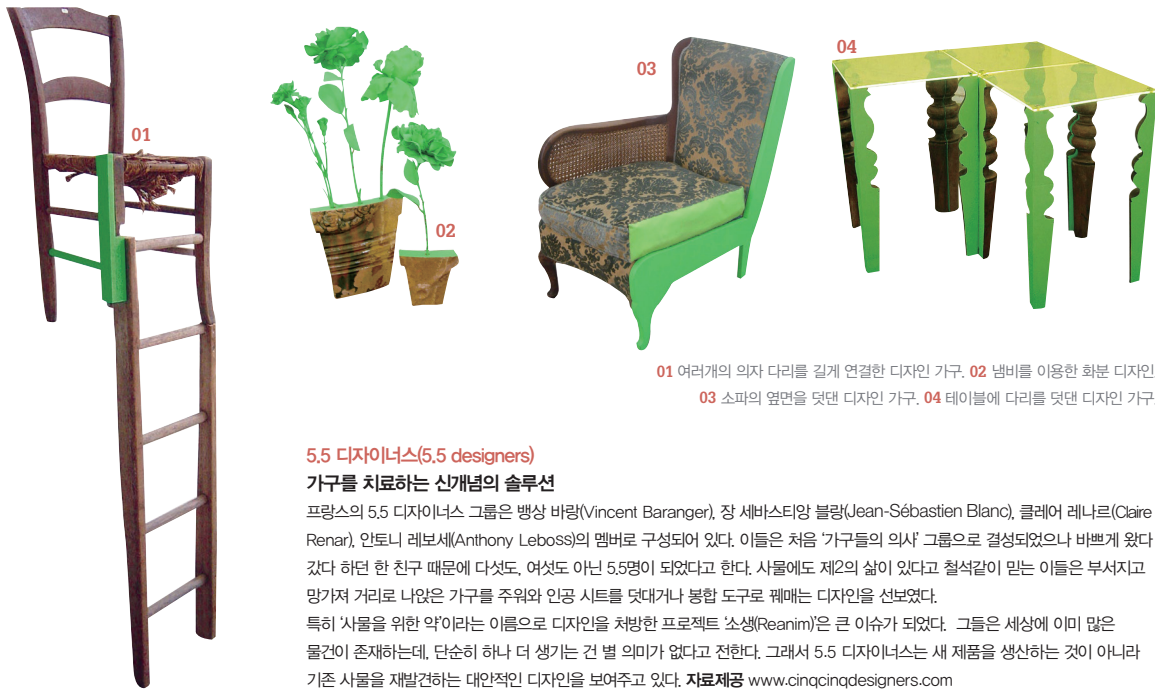 01
02
03
04
01 여러개의 의자 다리를 길게 연결한 디자인 가구. 02 냄비를 이용한 화분 디자인
03 소파의 옆면을 덧댄 디자인 가구. 04 테이블에 다리를 덧댄 디자인 가구
5.5 디자이너스(5.5 designers)
가구를 치료하는 신개념의 솔루션
프랑스의 5.5 디자이너스 그룹은 뱅상 바랑(Vincent Baranger), 장 세바스티앙 블랑(Jean-Sébastien Blanc), 클레어 레나르(Claire
Renar), 안토니 레보세(Anthony Leboss)의 멤버로 구성되어 있다. 이들은 처음 ‘가구들의 의사’ 그룹으로 결성되었으나 바쁘게 왔다
갔다 하던 한 친구 때문에 다섯도, 여섯도 아닌 5.5명이 되었다고 한다. 사물에도 제2의 삶이 있다고 철석같이 믿는 이들은 부서지고
망가져 거리로 나앉은 가구를 주워와 인공 시트를 덧대거나 봉합 도구로 꿰매는 디자인을 선보였다.
특히 ‘사물을 위한 약’이라는 이름으로 디자인을 처방한 프로젝트 ‘소생(Reanim)’은 큰 이슈가 되었다. 그들은 세상에 이미 많은
물건이 존재하는데, 단순히 하나 더 생기는 건 별 의미가 없다고 전한다. 그래서 5.5 디자이너스는 새 제품을 생산하는 것이 아니라
기존 사물을 재발견하는 대안적인 디자인을 보여주고 있다. 자료제공 www.cinqcinqdesigners.com